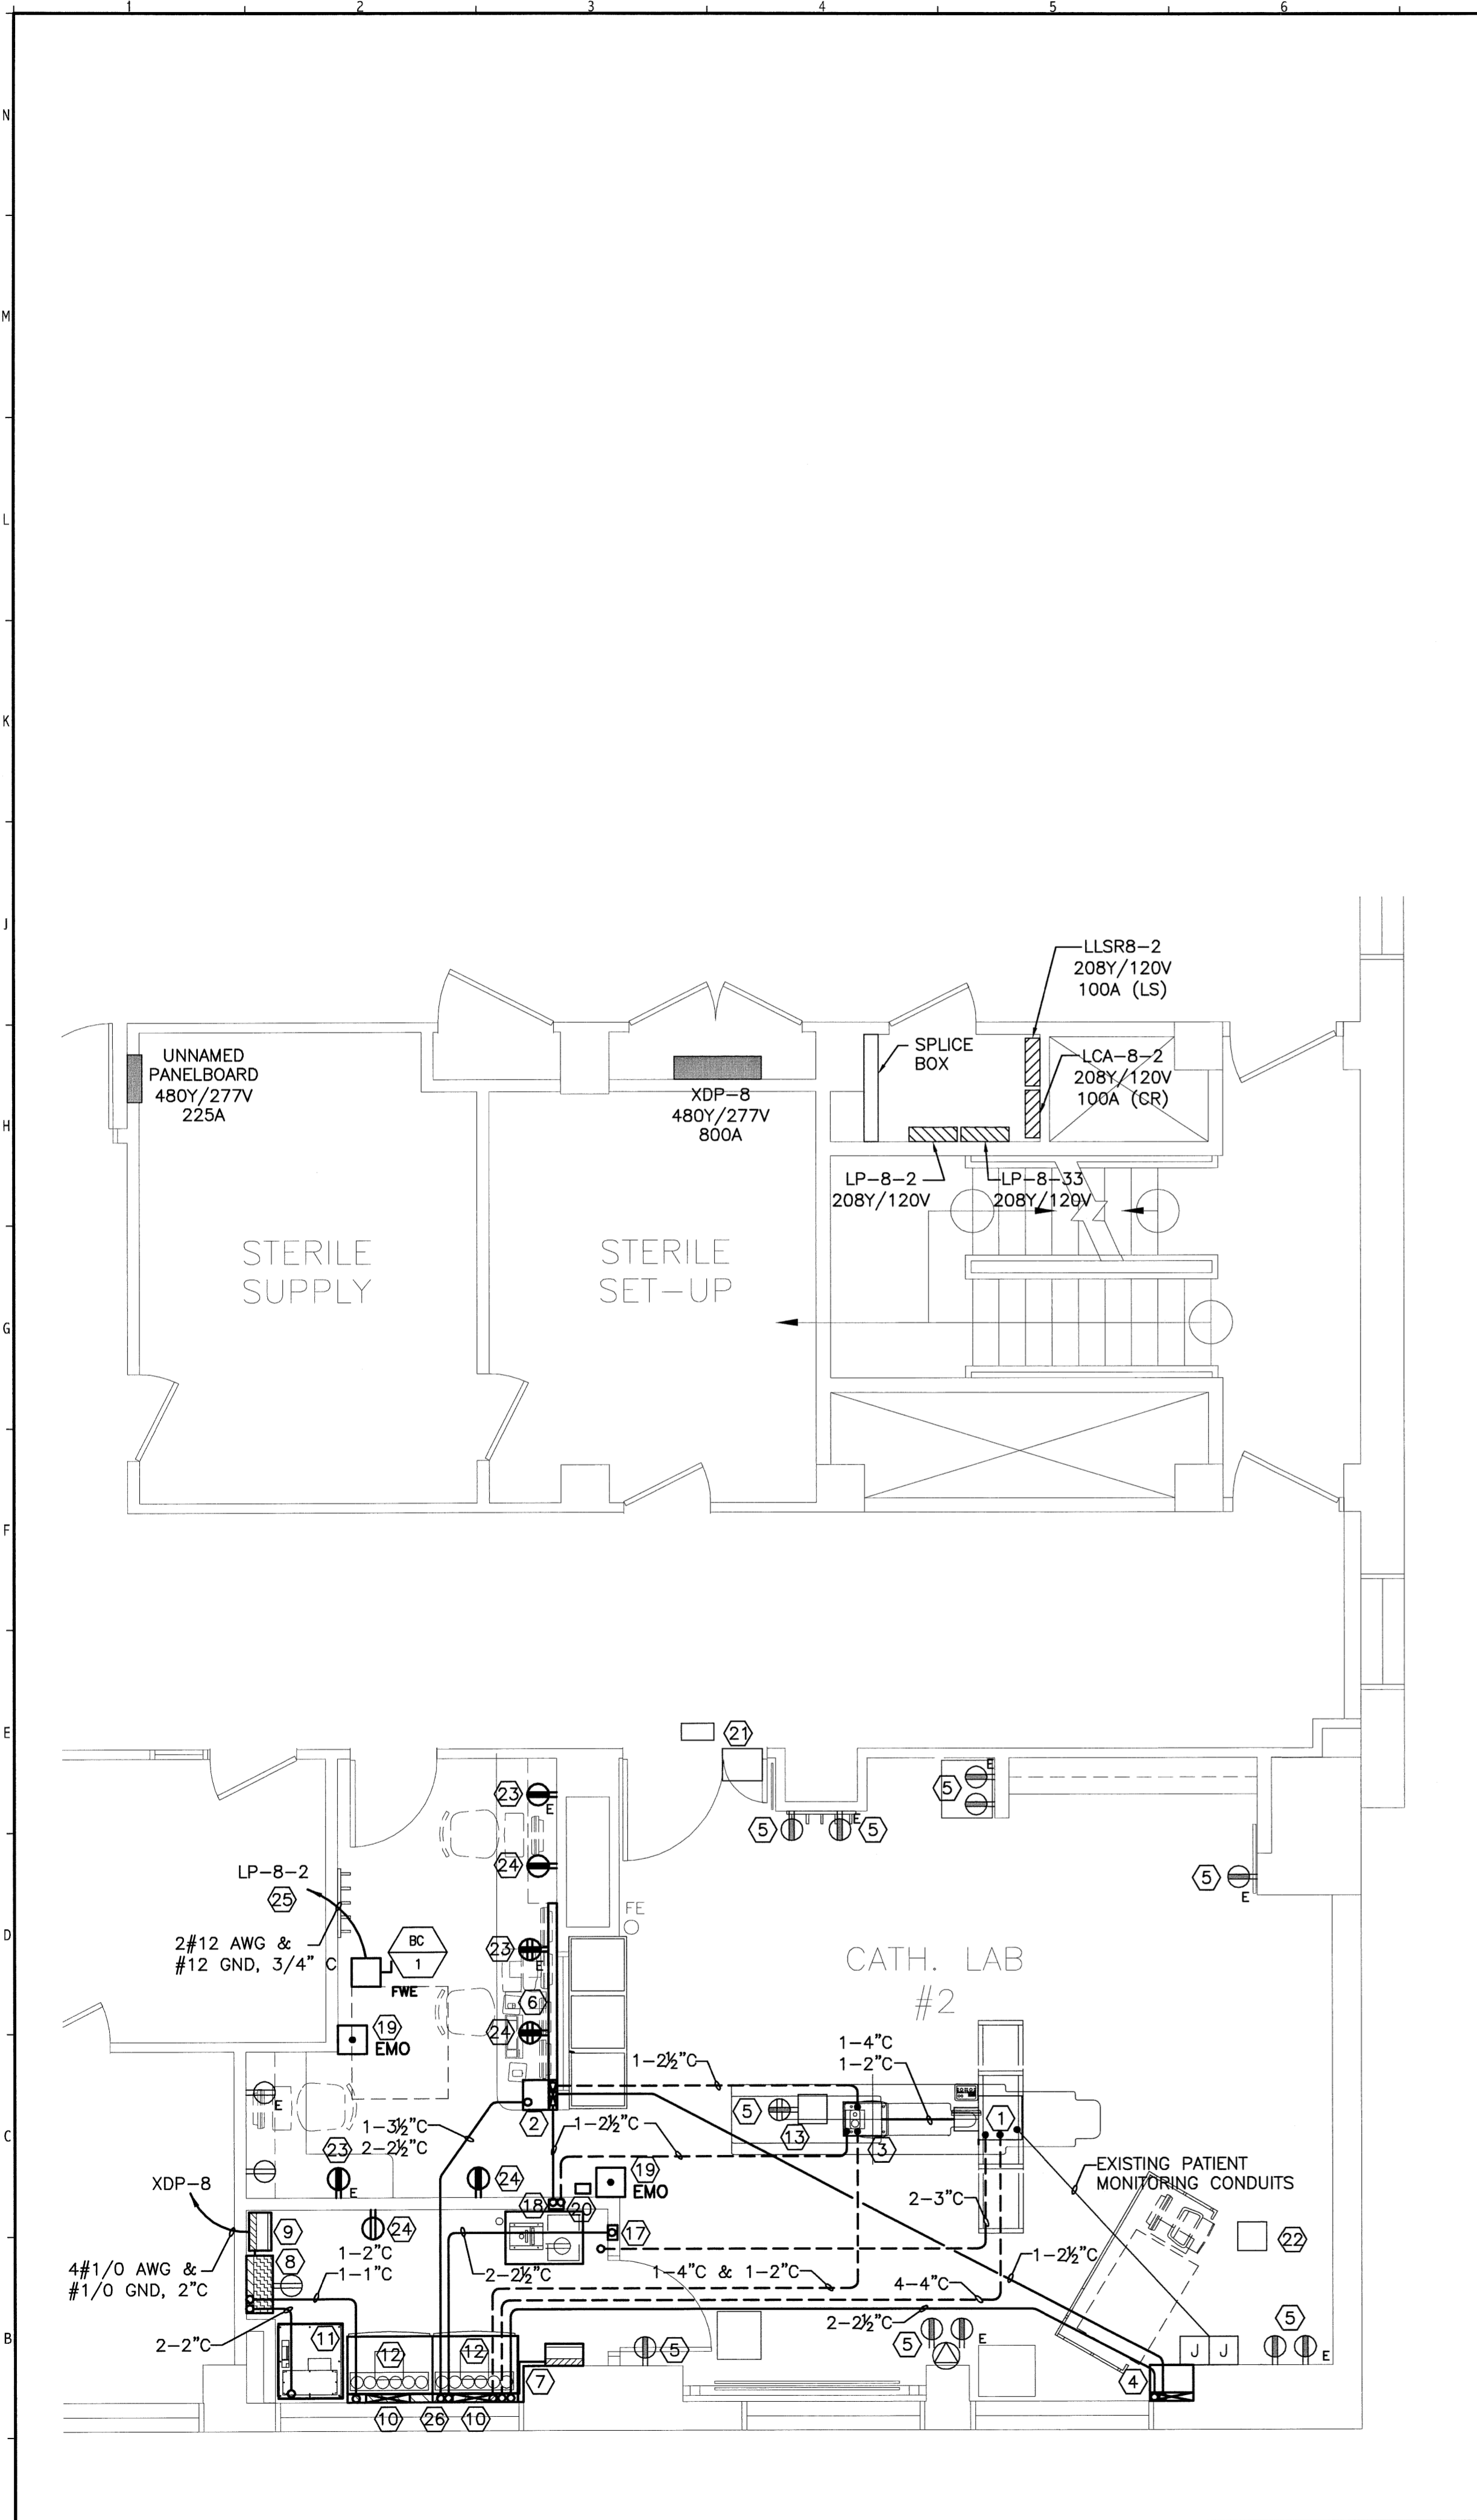 1 2 3 4 5 6
N
M
L
K
J
LLSR8-2
208Y/120V
100A (LS)
SPLICE
BOX
UNNAMED
PANELBOARD
480Y/277V
225A
LCA-8-2
208Y/120V
100A (CR)
XDP-8
480Y/277V
800A
H
LP-8-2
208Y/120V
LP-8-33
208Y/120V
STERILE
SUPPLY
STERILE
SET-UP
G
F
E
21
23
E
5
E
5
E
5
24
LP-8-2
25
5
E
FE
D
2#12 AWG &
#12 GND, 3/4" C
BC
1
FWE
23
E
CATH. LAB
#2
6
19
EMO
24
1-2½"C
1-4"C
1-2"C
E
2
5
13
3
1
C
1-3½"C
2-2½"C
1-2½"C
23
E
24
19
EMO
EXISTING PATIENT
MONITORING CONDUITS
XDP-8
2-3"C
18
20
9
24
17
22
8
1-2"C
1-1"C
4#1/0 AWG &
#1/0 GND, 2"C
2-2½"C
1-4"C & 1-2"C
4-4"C
1-2½"C
2-2½"C
B
2-2"C
11
12
12
7
5
5
E
J J
5
E
4
10
26
10